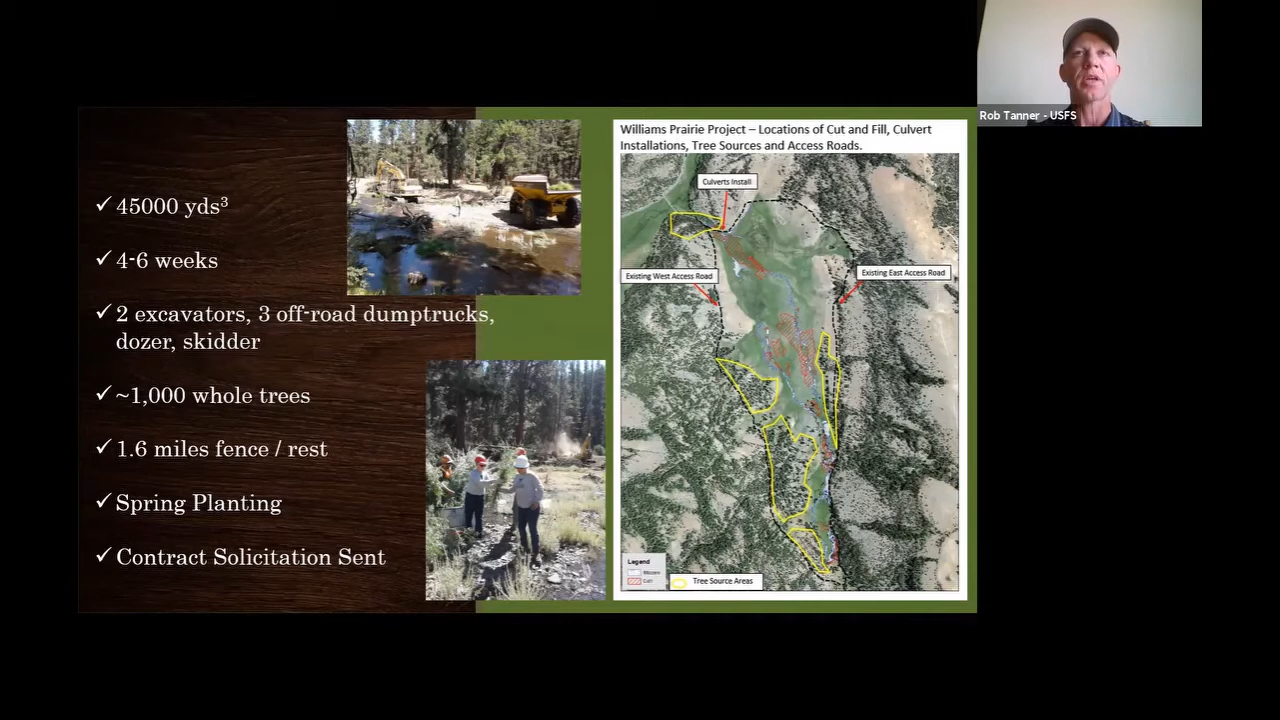 Rob Tanner - USFS
✓ 45000 yds³
✓ 4-6 weeks
✓ 2 excavators, 3 off-road dumptrucks,
dozer, skidder
✓ ~1,000 whole trees
✓ 1.6 miles fence / rest
✓ Spring Planting
✓ Contract Solicitation Sent
Williams Prairie Project – Locations of Cut and Fill, Culvert
Installations, Tree Sources and Access Roads.
Culverts Install
Existing West Access Road
Existing East Access Road
Legend
Tree Source Areas